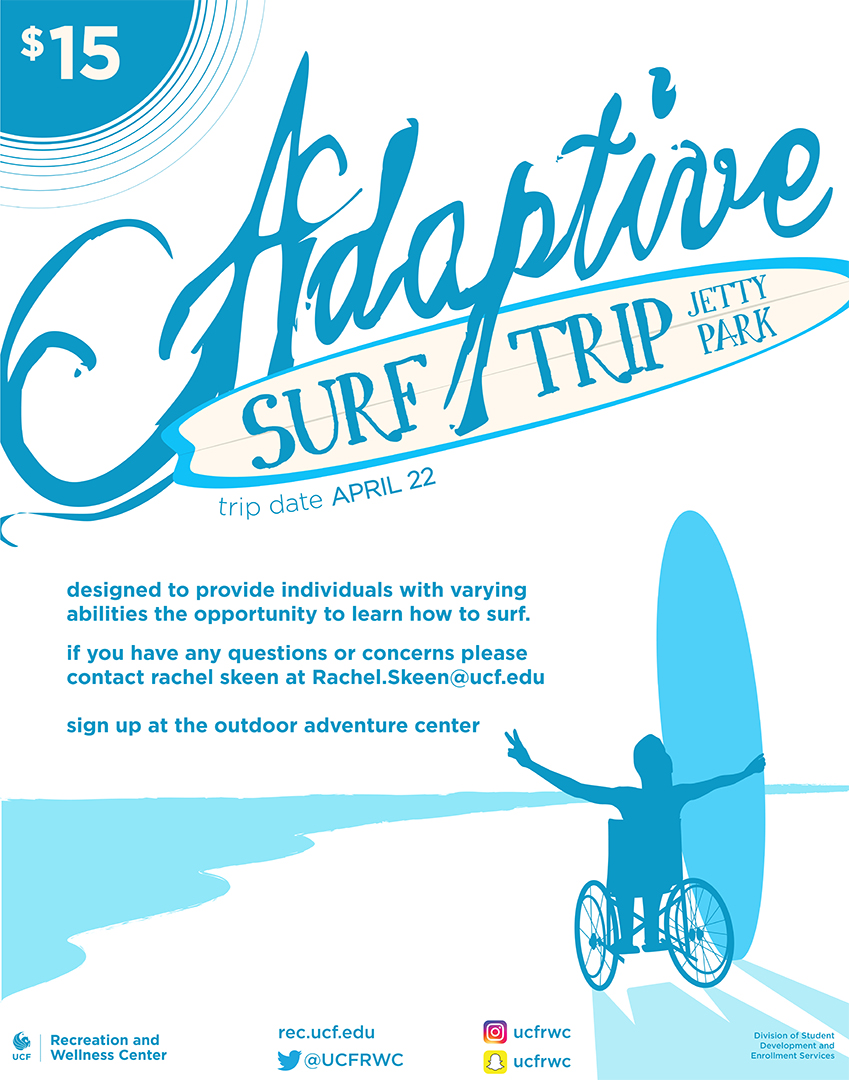 $15
Adaptive
SURF TRIP
JETTY
PARK
trip date APRIL 22
designed to provide individuals with varying
abilities the opportunity to learn how to surf.
if you have any questions or concerns please
contact rachel skeen at Rachel.Skeen@ucf.edu
sign up at the outdoor adventure center
UCF
Recreation and
Wellness Center
rec.ucf.edu
@UCFRWC
ucfrwc
ucfrwc
Division of Student
Development and
Enrollment Services